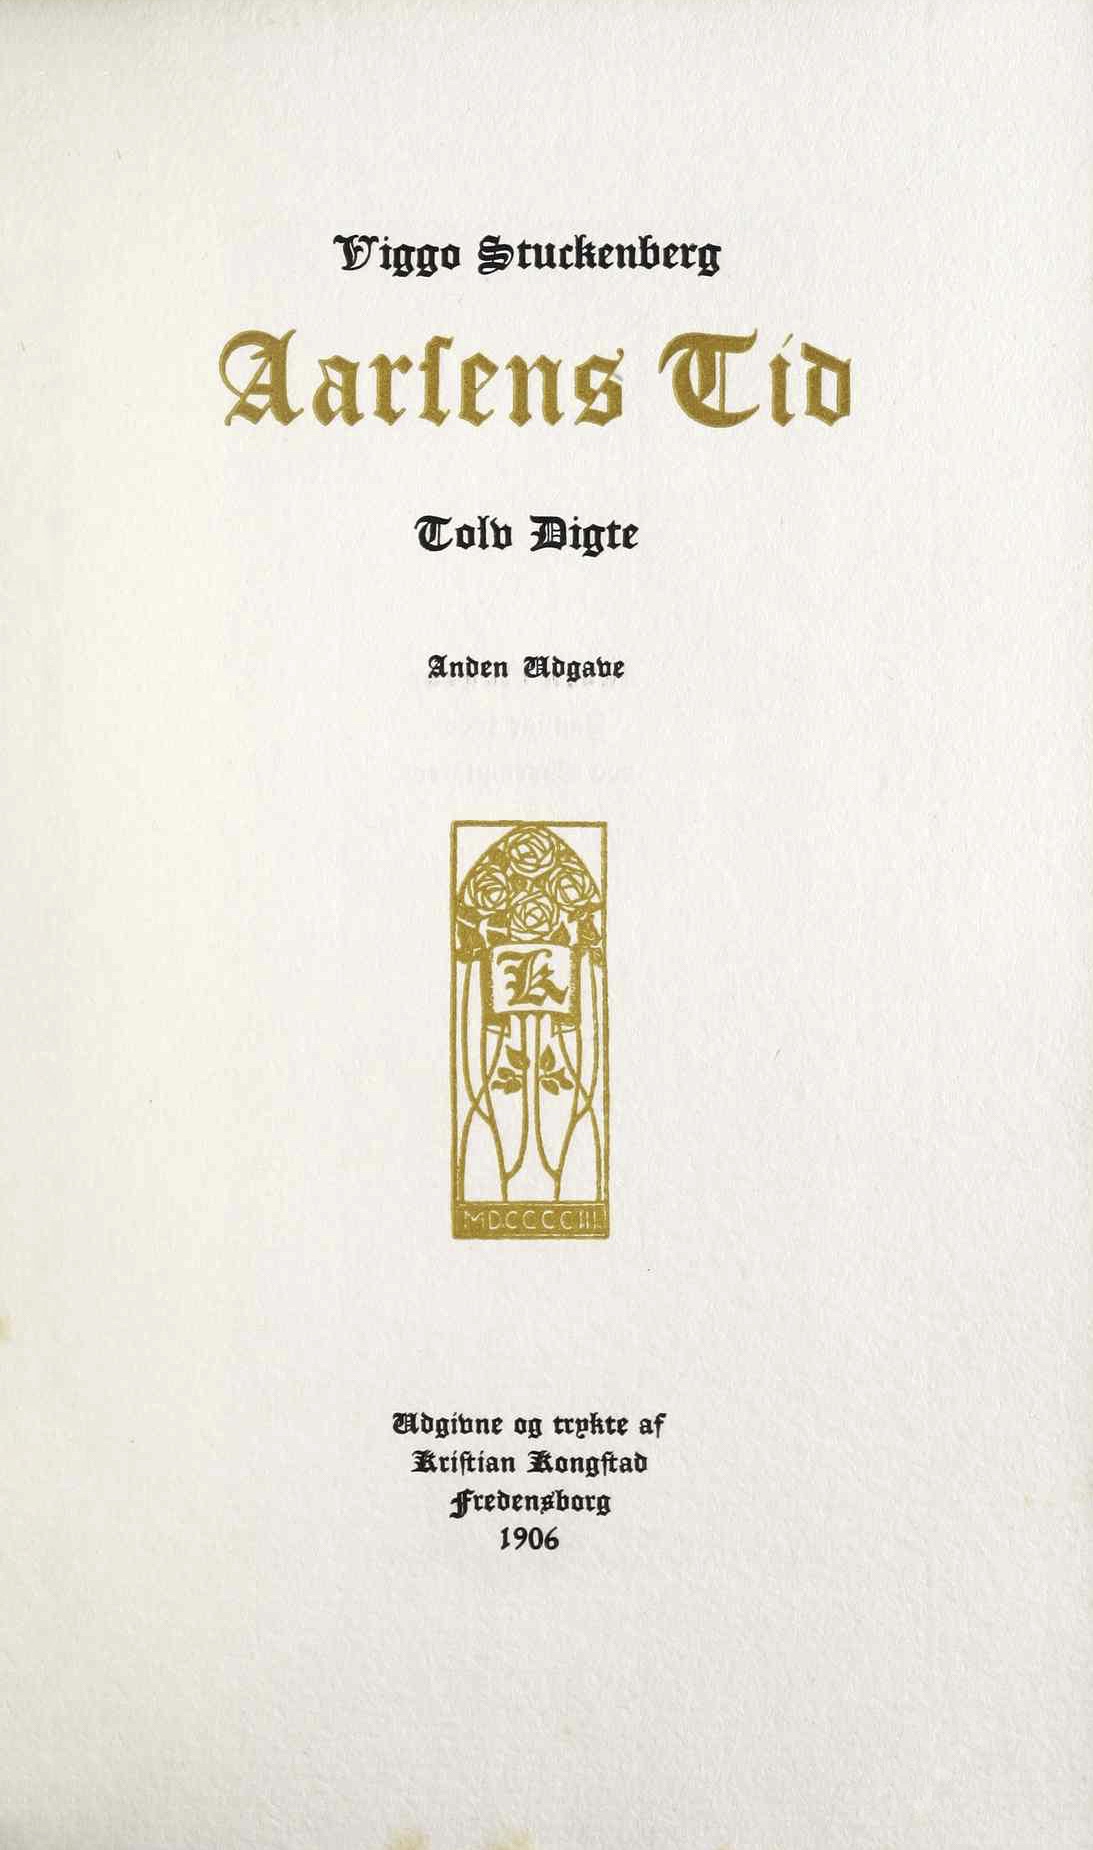 Viggo Stuckenberg
Aarſens Tid
Tolv Digte
Anden Udgave
K
MDCCCCIII
Udgivne og trykte af
Kriſtian Kongſtad
Fredensborg
1906